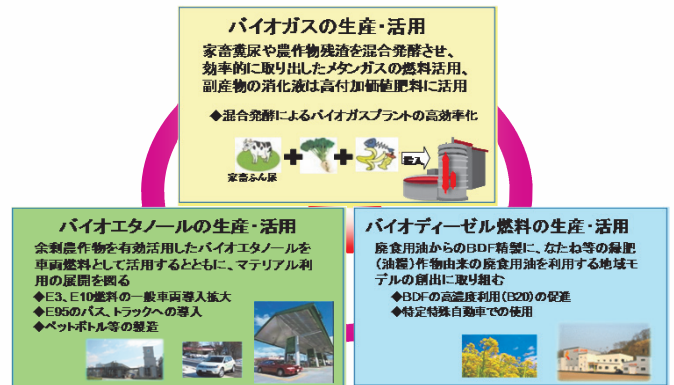 バイオガスの生産・活用
家畜糞尿や農作物残渣を混合発酵させ、
効率的に取り出したメタンガスの燃料活用、
副産物の消化液は高付加価値肥料に活用
◆混合発酵によるバイオガスプラントの高効率化
投入
家畜ふん尿
バイオエタノールの生産・活用
余剰農作物を有効活用したバイオエタノールを
車両燃料として活用するとともに、マテリアル利
用の展開を図る
◆E3、E10燃料の一般車両導入拡大
◆E95のバス、トラックへの導入
◆ペットボトル等の製造
バイオディーゼル燃料の生産・活用
廃食用油からのBDF精製に、なたね等の緑肥
（油糧）作物由来の廃食用油を利用する地域モ
デルの創出に取り組む
◆BDFの高濃度利用（B20）の促進
◆特定特殊自動車での使用